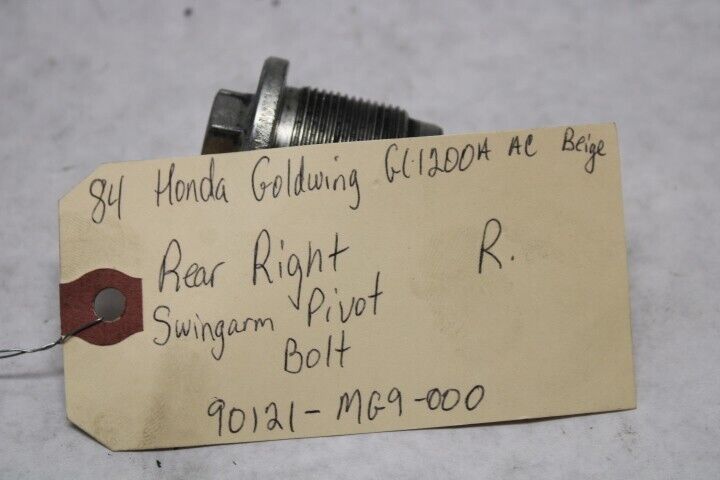 84 Honda Goldwing GL1200A AC Beige
Rear Right R.
Swingarm Pivot
Bolt
90121-MG9-000